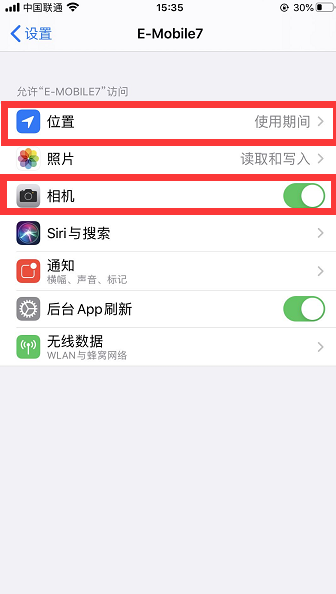 中国联通 15:35 30%
设置 E-Mobile7
允许“E-MOBILE7”访问
位置 使用期间
照片 读取和写入
相机
Siri与搜索
通知
横幅、声音、标记
后台App刷新
无线数据
WLAN与蜂窝网络